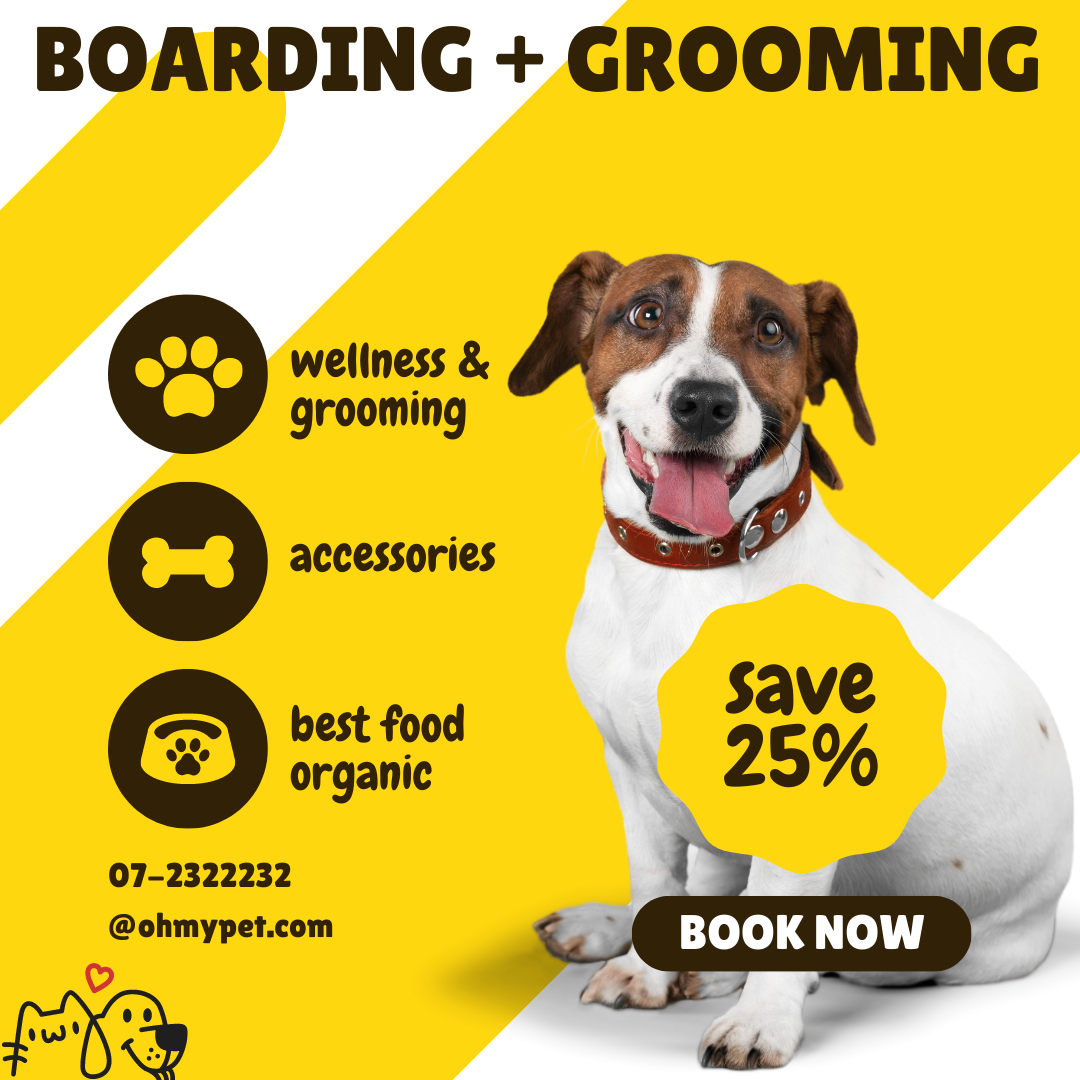 BOARDING + GROOMING
wellness &
grooming
accessories
best food
organic
save
25%
07-2322232
@ohmypet.com
BOOK NOW